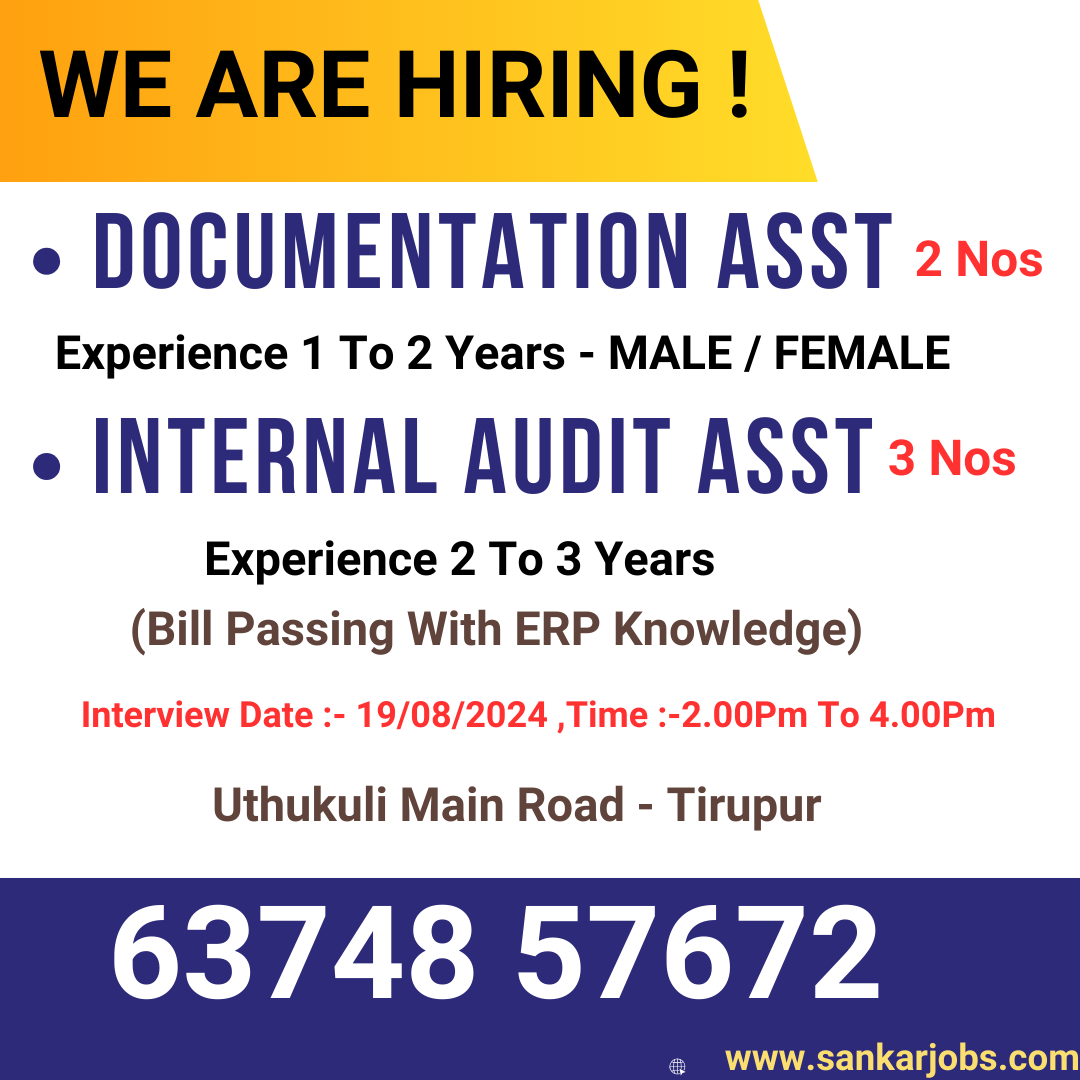 WE ARE HIRING !
• DOCUMENTATION ASST 2 Nos
Experience 1 To 2 Years - MALE / FEMALE
• INTERNAL AUDIT ASST 3 Nos
Experience 2 To 3 Years
(Bill Passing With ERP Knowledge)
Interview Date :- 19/08/2024 ,Time :-2.00Pm To 4.00Pm
Uthukuli Main Road - Tirupur
63748 57672
www.sankarjobs.com